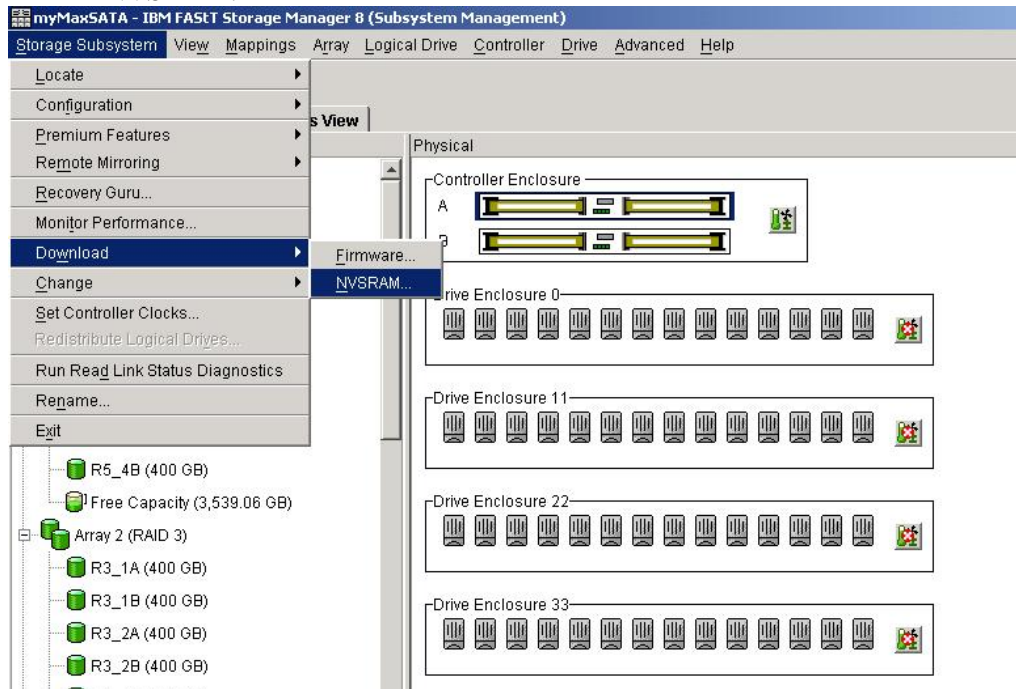 myMaxSATA - IBM FAStT Storage Manager 8 (Subsystem Management)
Storage Subsystem View Mappings Array Logical Drive Controller Drive Advanced Help
Locate
Configuration
Premium Features
Remote Mirroring
Recovery Guru...
Monitor Performance...
Download
Firmware...
NVSRAM...
Change
Set Controller Clocks...
Redistribute Logical Drives...
Run Read Link Status Diagnostics
Rename...
Exit
s View
R5_4B (400 GB)
Free Capacity (3,539.06 GB)
Array 2 (RAID 3)
R3_1A (400 GB)
R3_1B (400 GB)
R3_2A (400 GB)
R3_2B (400 GB)
Physical
Controller Enclosure
A
B
Drive Enclosure 0
Drive Enclosure 11
Drive Enclosure 22
Drive Enclosure 33